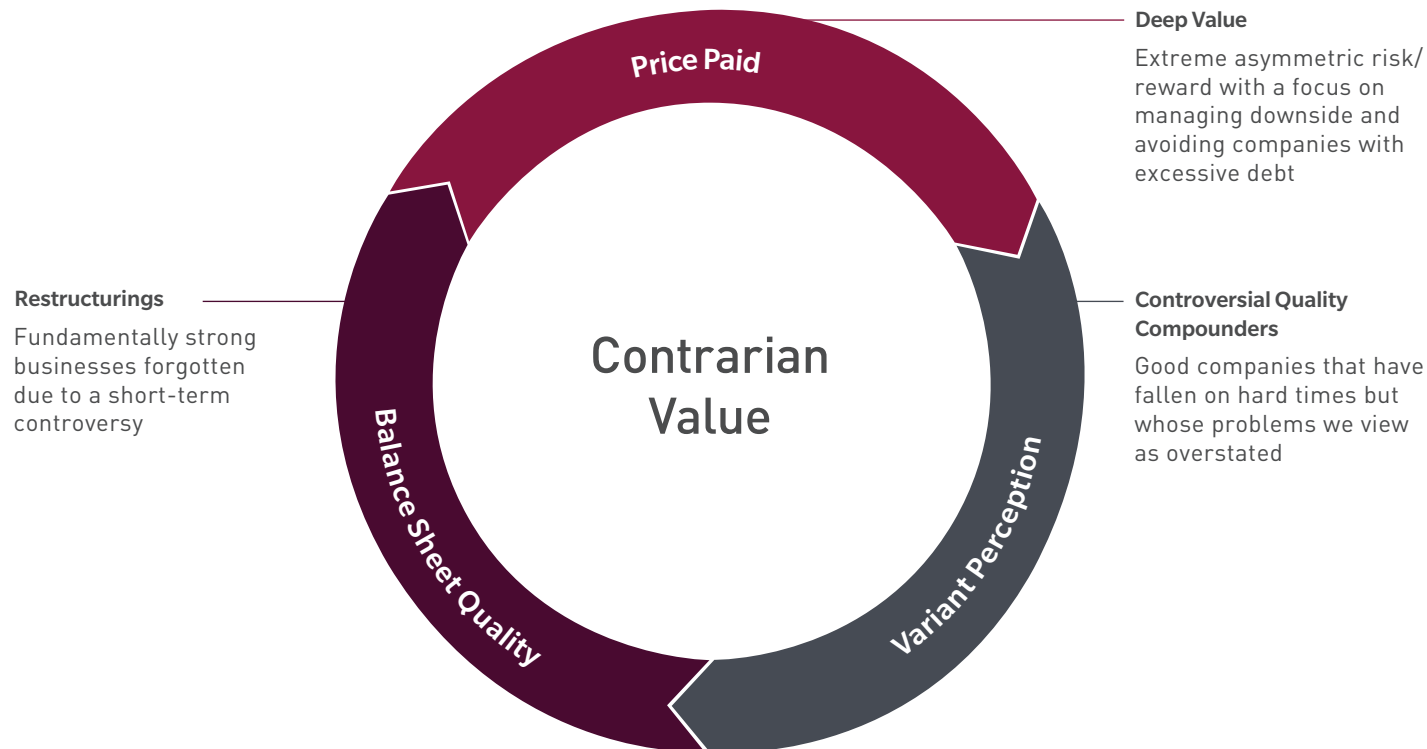 Price Paid
Deep Value
Extreme asymmetric risk/
reward with a focus on
managing downside and
avoiding companies with
excessive debt
Restructurings
Fundamentally strong
businesses forgotten
due to a short-term
controversy
Contrarian
Value
Controversial Quality
Compounders
Good companies that have
fallen on hard times but
whose problems we view
as overstated
Balance Sheet Quality
Variant Perception